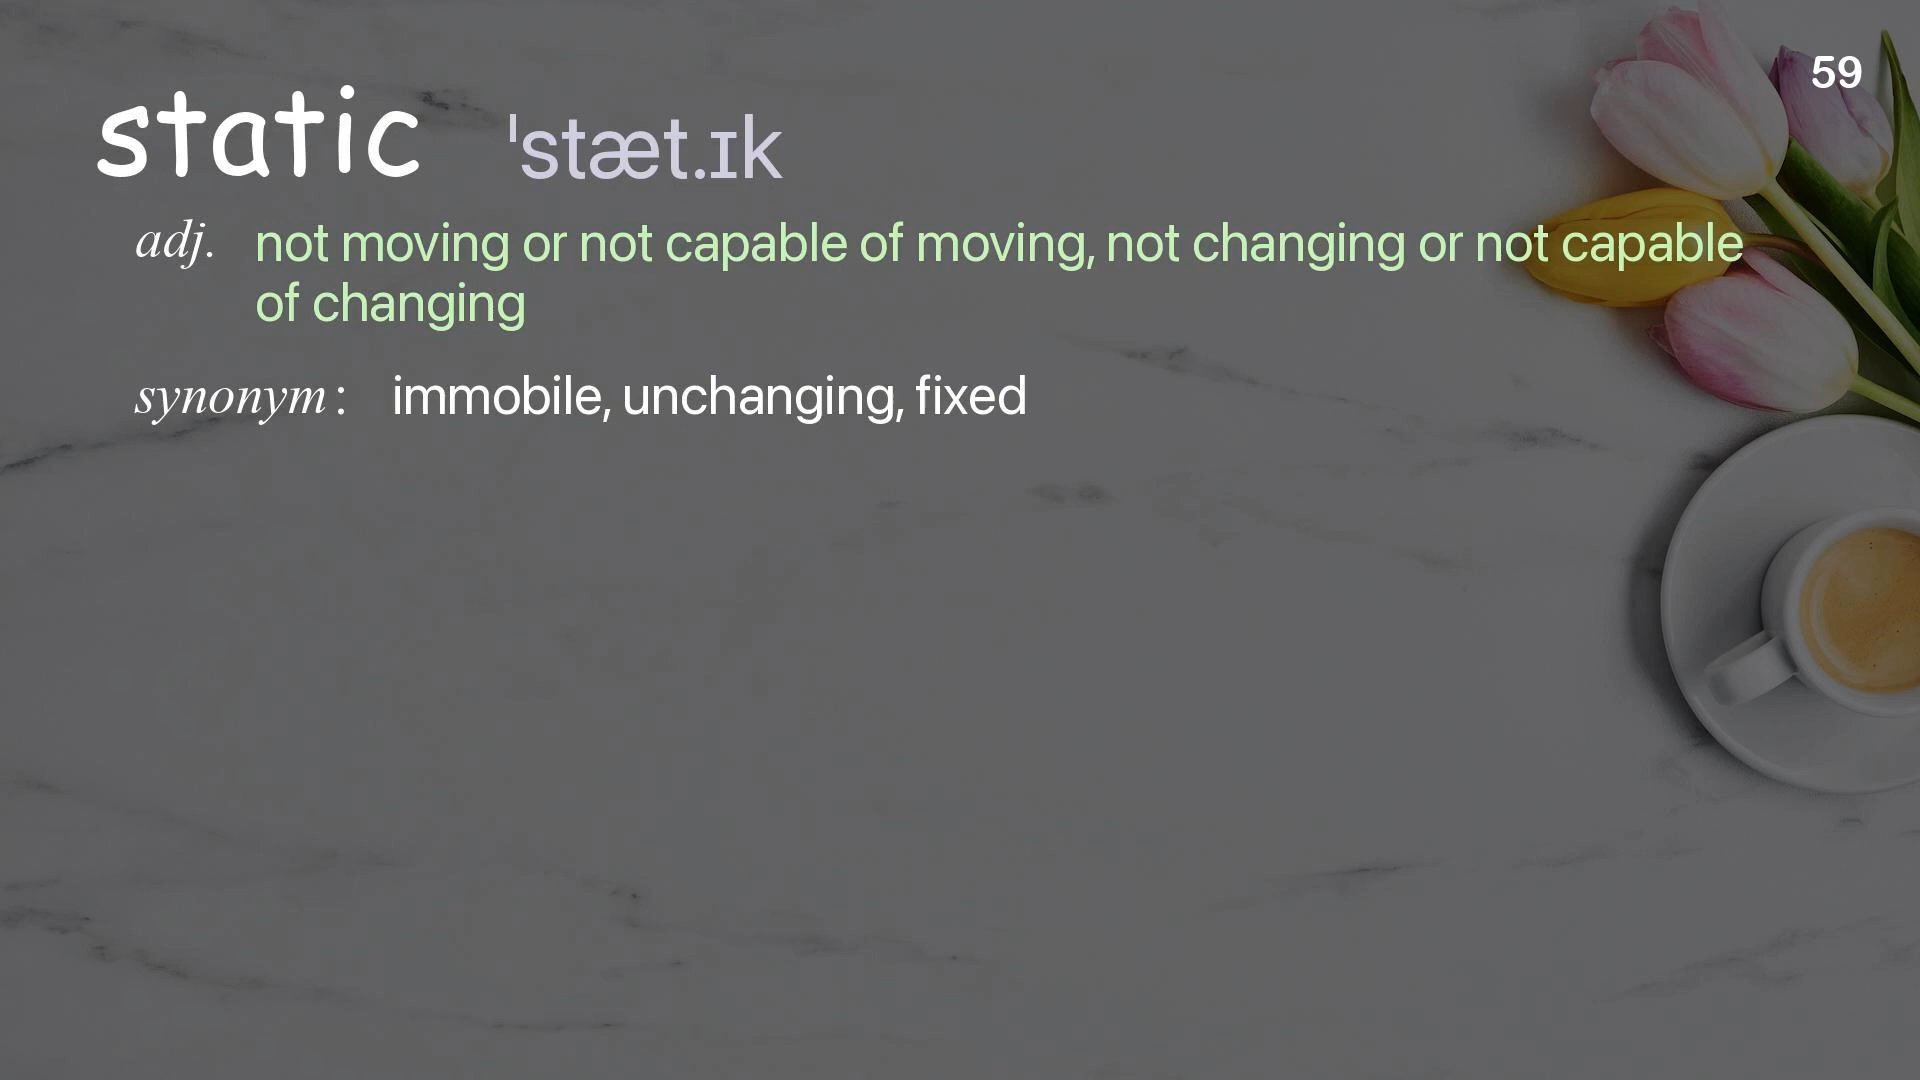 59
static ˈstæt.ɪk
adj. not moving or not capable of moving, not changing or not capable
of changing
synonym : immobile, unchanging, fixed